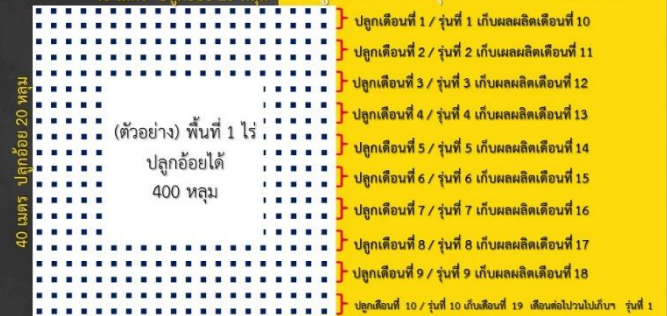 ปลูกเดือนที่ 1 / รุ่นที่ 1 เก็บผลผลิตเดือนที่ 10
ปลูกเดือนที่ 2 / รุ่นที่ 2 เก็บเผลผลิตเดือนที่ 11
ปลูกเดือนที่ 3 / รุ่นที่ 3 เก็บผลผลิตเดือนที่ 12
ปลูกเดือนที่ 4 / รุ่นที่ 4 เก็บผลผลิตเดือนที่ 13
ปลูกเดือนที่ 5 / รุ่นที่ 5 เก็บผลผลิตเดือนที่ 14
ปลูกเดือนที่ 6 / รุ่นที่ 6 เก็บผลผลิตเดือนที่ 15
ปลูกเดือนที่ 7 / รุ่นที่ 7 เก็บผลผลิตเดือนที่ 16
ปลูกเดือนที่ 8 / รุ่นที่ 8 เก็บผลผลิตเดือนที่ 17
ปลูกเดือนที่ 9 / รุ่นที่ 9 เก็บผลผลิตเดือนที่ 18
ปลูกเดือนที่ 10 / รุ่นที่ 10 เก็บเดือนที่ 19 เดือนต่อไปวนไปเก็บฯ รุ่นที่ 1
(ตัวอย่าง) พื้นที่ 1 ไร่
ปลูกอ้อยได้
400 หลุม
40 เมตร ปลูกอ้อย 20 หลุม